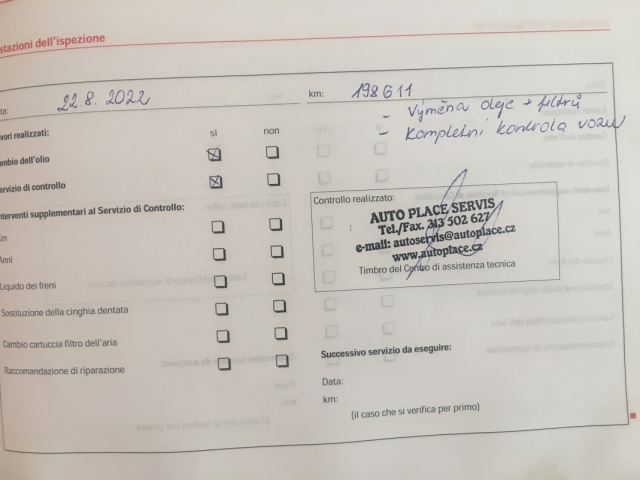 stazioni dell'ispezione
ta: 22.8. 2022 km: 198611
- Výměna oleje + filtrů
- Kompletní kontrola vozu
vori realizzati: sì non
mbio dell'olio
ervizio di controllo
nterventi supplementari al Servizio di Controllo:
Km
Anni
Liquido dei freni
Sostituzione della cinghia dentata
Cambio cartuccia filtro dell'aria
Raccomandazione di riparazione
Controllo realizzato:
AUTO PLACE SERVIS
Tel./Fax. 313 502 627
e-mail: autoservis@autoplace.cz
www.autoplace.cz
Timbro del Centro di assistenza tecnica
Successivo servizio da eseguire:
Data:
km:
(il caso che si verifica per primo)